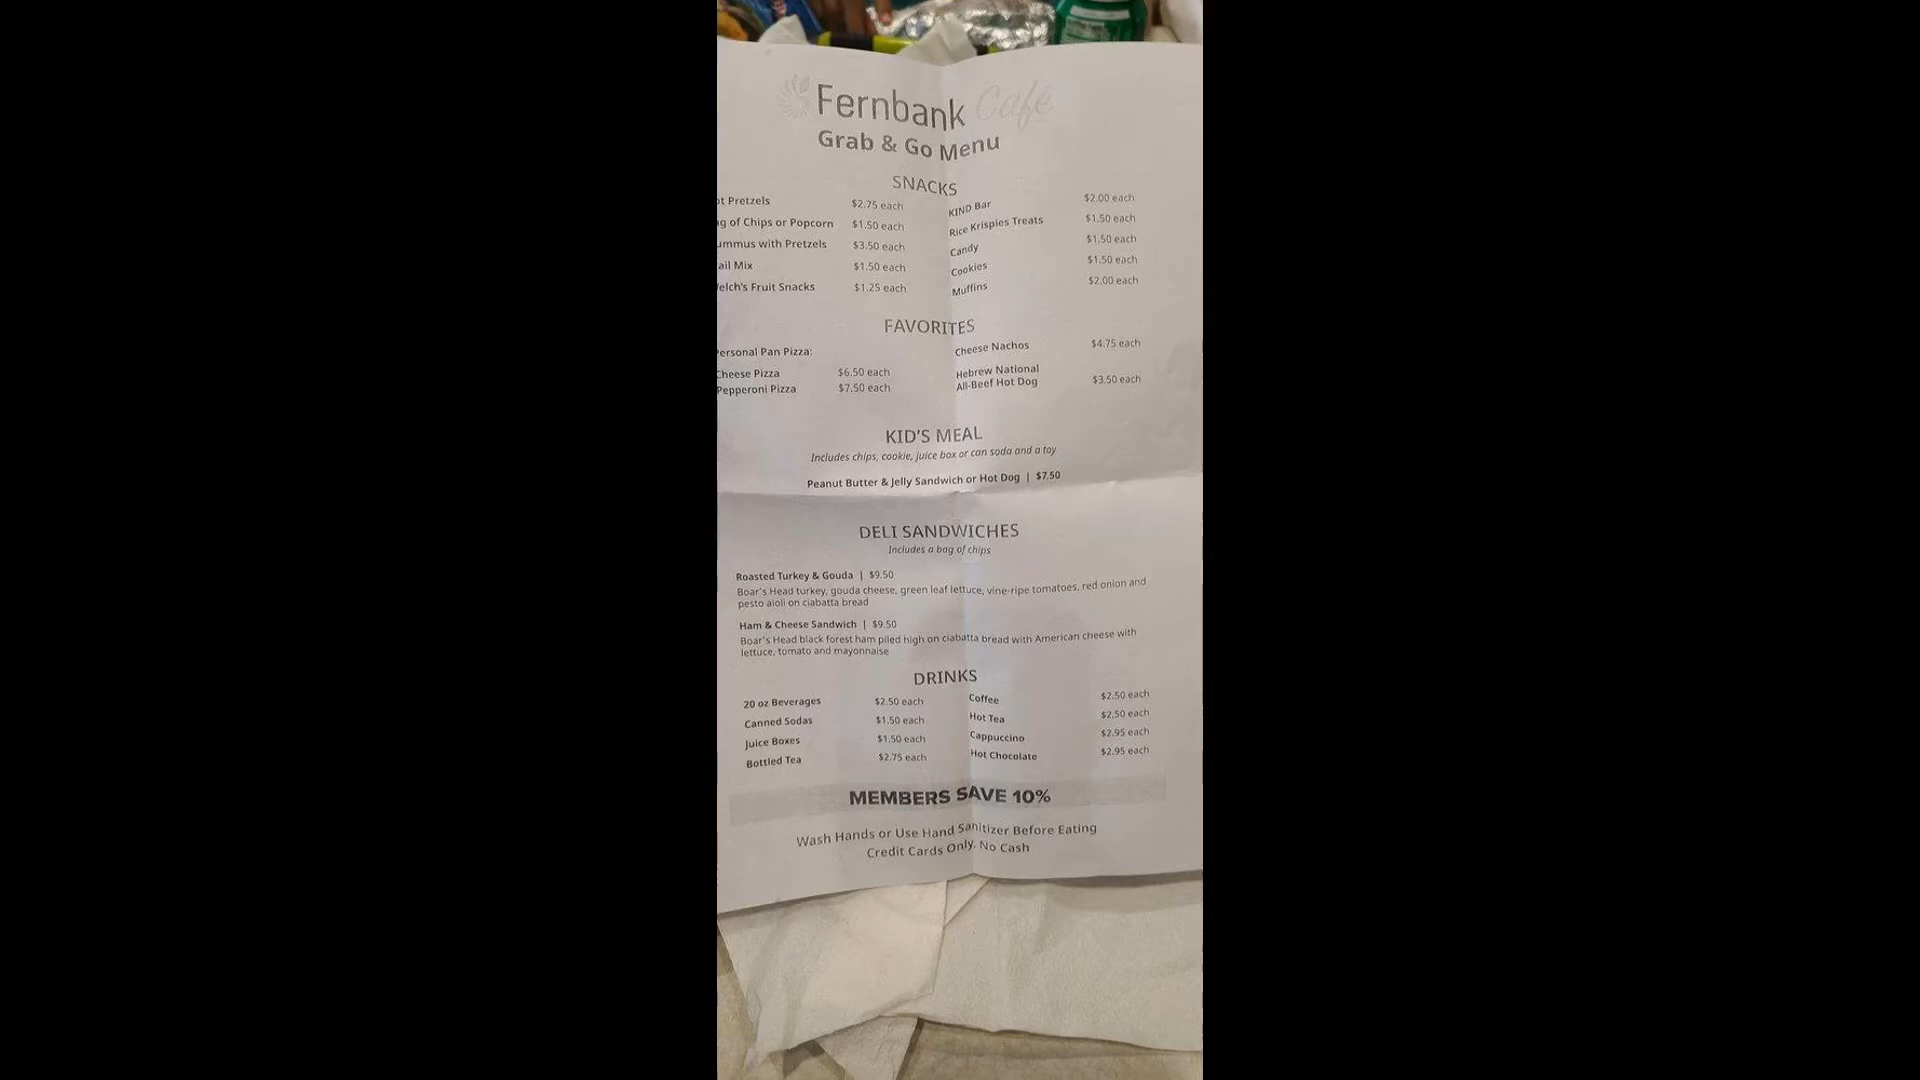 Fernbank Café
Grab & Go Menu
SNACKS
ot Pretzels $2.75 each
g of Chips or Popcorn $1.50 each
ummus with Pretzels $3.50 each
ail Mix $1.50 each
elch's Fruit Snacks $1.25 each
KIND Bar $2.00 each
Rice Krispies Treats $1.50 each
Candy $1.50 each
Cookies $1.50 each
Muffins $2.00 each
FAVORITES
ersonal Pan Pizza:
Cheese Pizza $6.50 each
Pepperoni Pizza $7.50 each
Cheese Nachos $4.75 each
Hebrew National
All-Beef Hot Dog $3.50 each
KID'S MEAL
Includes chips, cookie, juice box or can soda and a toy
Peanut Butter & Jelly Sandwich or Hot Dog | $7.50
DELI SANDWICHES
Includes a bag of chips
Roasted Turkey & Gouda | $9.50
Boar's Head turkey, gouda cheese, green leaf lettuce, vine-ripe tomatoes, red onion and
pesto aioli on ciabatta bread
Ham & Cheese Sandwich | $9.50
Boar's Head black forest ham piled high on ciabatta bread with American cheese with
lettuce, tomato and mayonnaise
DRINKS
20 oz Beverages $2.50 each
Canned Sodas $1.50 each
Juice Boxes $1.50 each
Bottled Tea $2.75 each
Coffee $2.50 each
Hot Tea $2.50 each
Cappuccino $2.95 each
Hot Chocolate $2.95 each
MEMBERS SAVE 10%
Wash Hands or Use Hand Sanitizer Before Eating
Credit Cards Only. No Cash